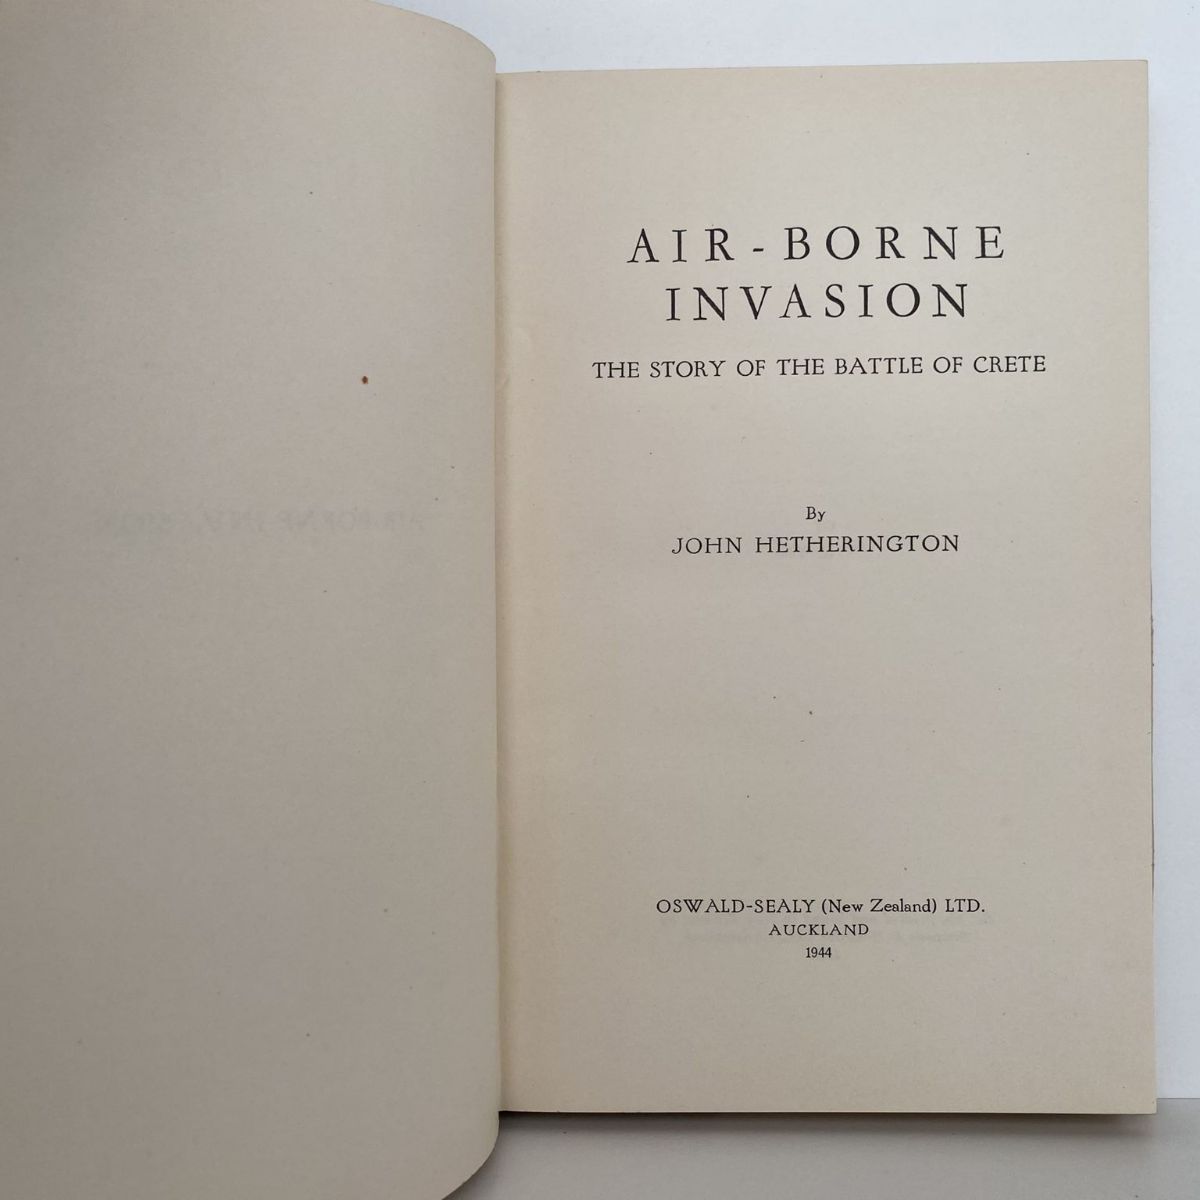 AIR-BORNE
INVASION
THE STORY OF THE BATTLE OF CRETE
By
JOHN HETHERINGTON
OSWALD-SEALY (New Zealand) LTD.
AUCKLAND
1944